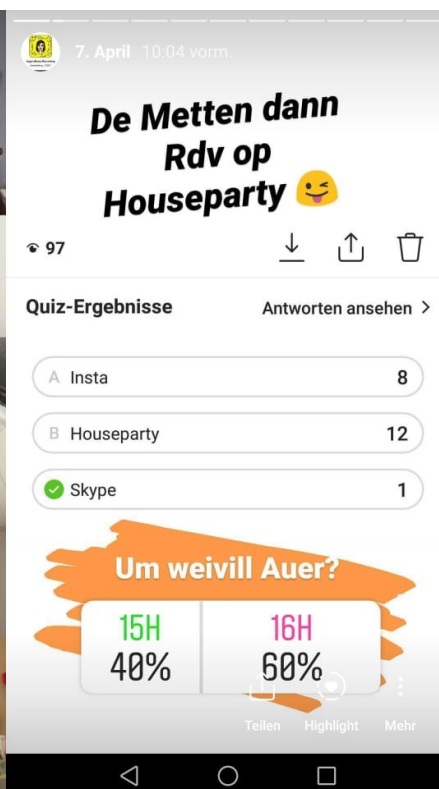 7. April 10:04 vorm.
De Metten dann
Rdv op
Houseparty 😜
97
Quiz-Ergebnisse
Antworten ansehen >
A Insta 8
B Houseparty 12
Skype 1
Um weivill Auer?
15H 16H
40% 60%
Teilen Highlight Mehr